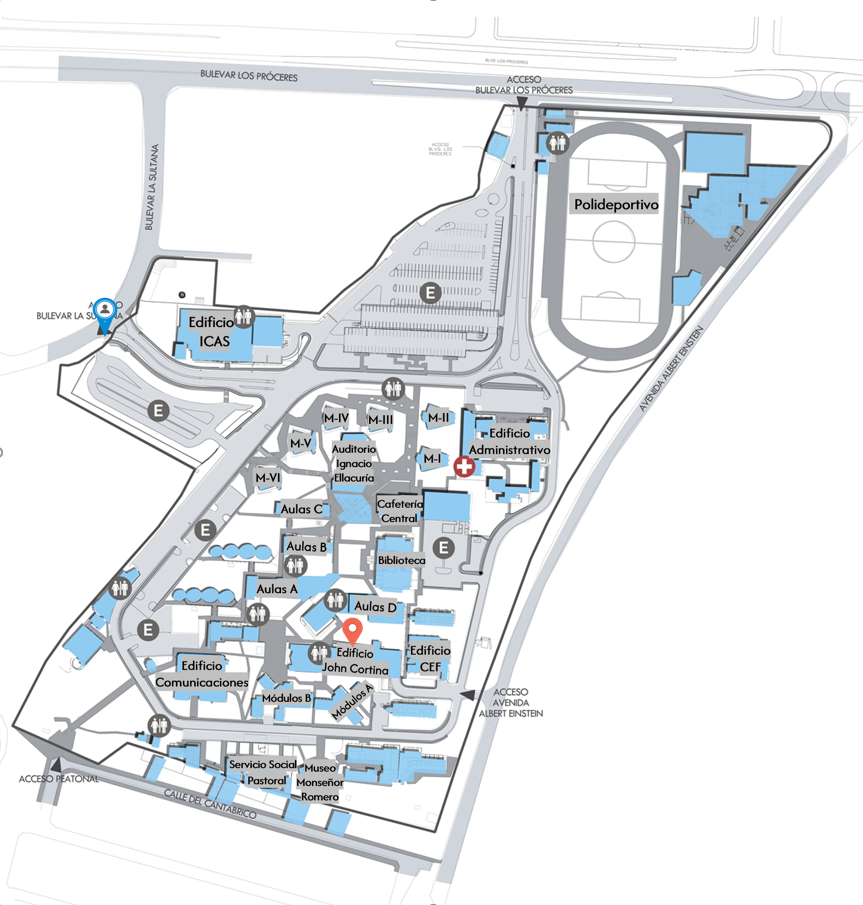 BLVD. LOS PRÓCERES
BULEVAR LOS PRÓCERES
ACCESO
BULEVAR LOS PRÓCERES
ACCESO
BLVD. LOS
PRÓCERES
BULEVAR LA SULTANA
Polideportivo
E
BULEVAR LA SU
Edificio
ICAS
AVENIDA ALBERT EINSTEIN
E
M-IV
M-III
M-II
M-V
Edificio
Administrativo
Auditorio
Ignacio
Ellacuría
M-I
M-VI
Cafetería
Central
Aulas C
E
Aulas B
E
Biblioteca
Aulas A
Aulas D
E
Edificio
John Cortina
Edificio
CEF
Edificio
Comunicaciones
Módulos B
Módulos A
ACCESO
AVENIDA
ALBERT EINSTEIN
Servicio Social
Pastoral
Museo
Monseñor
Romero
ACCESO PEATONAL
CALLE DEL CANTABRICO